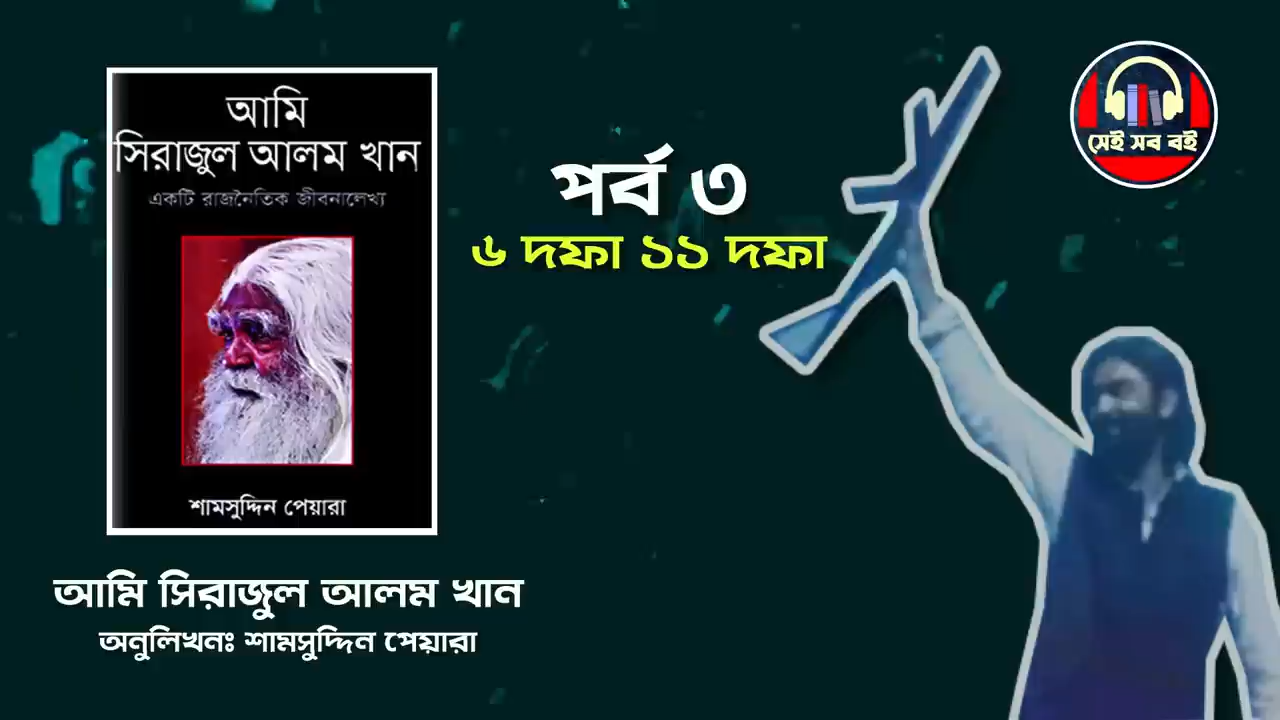 আমি
সিরাজুল আলম খান
একটি রাজনৈতিক জীবনালেখ্য
শামসুদ্দিন পেয়ারা
পর্ব ৩
৬ দফা ১১ দফা
সেই সব বই
আমি সিরাজুল আলম খান
অনুলিখনঃ শামসুদ্দিন পেয়ারা